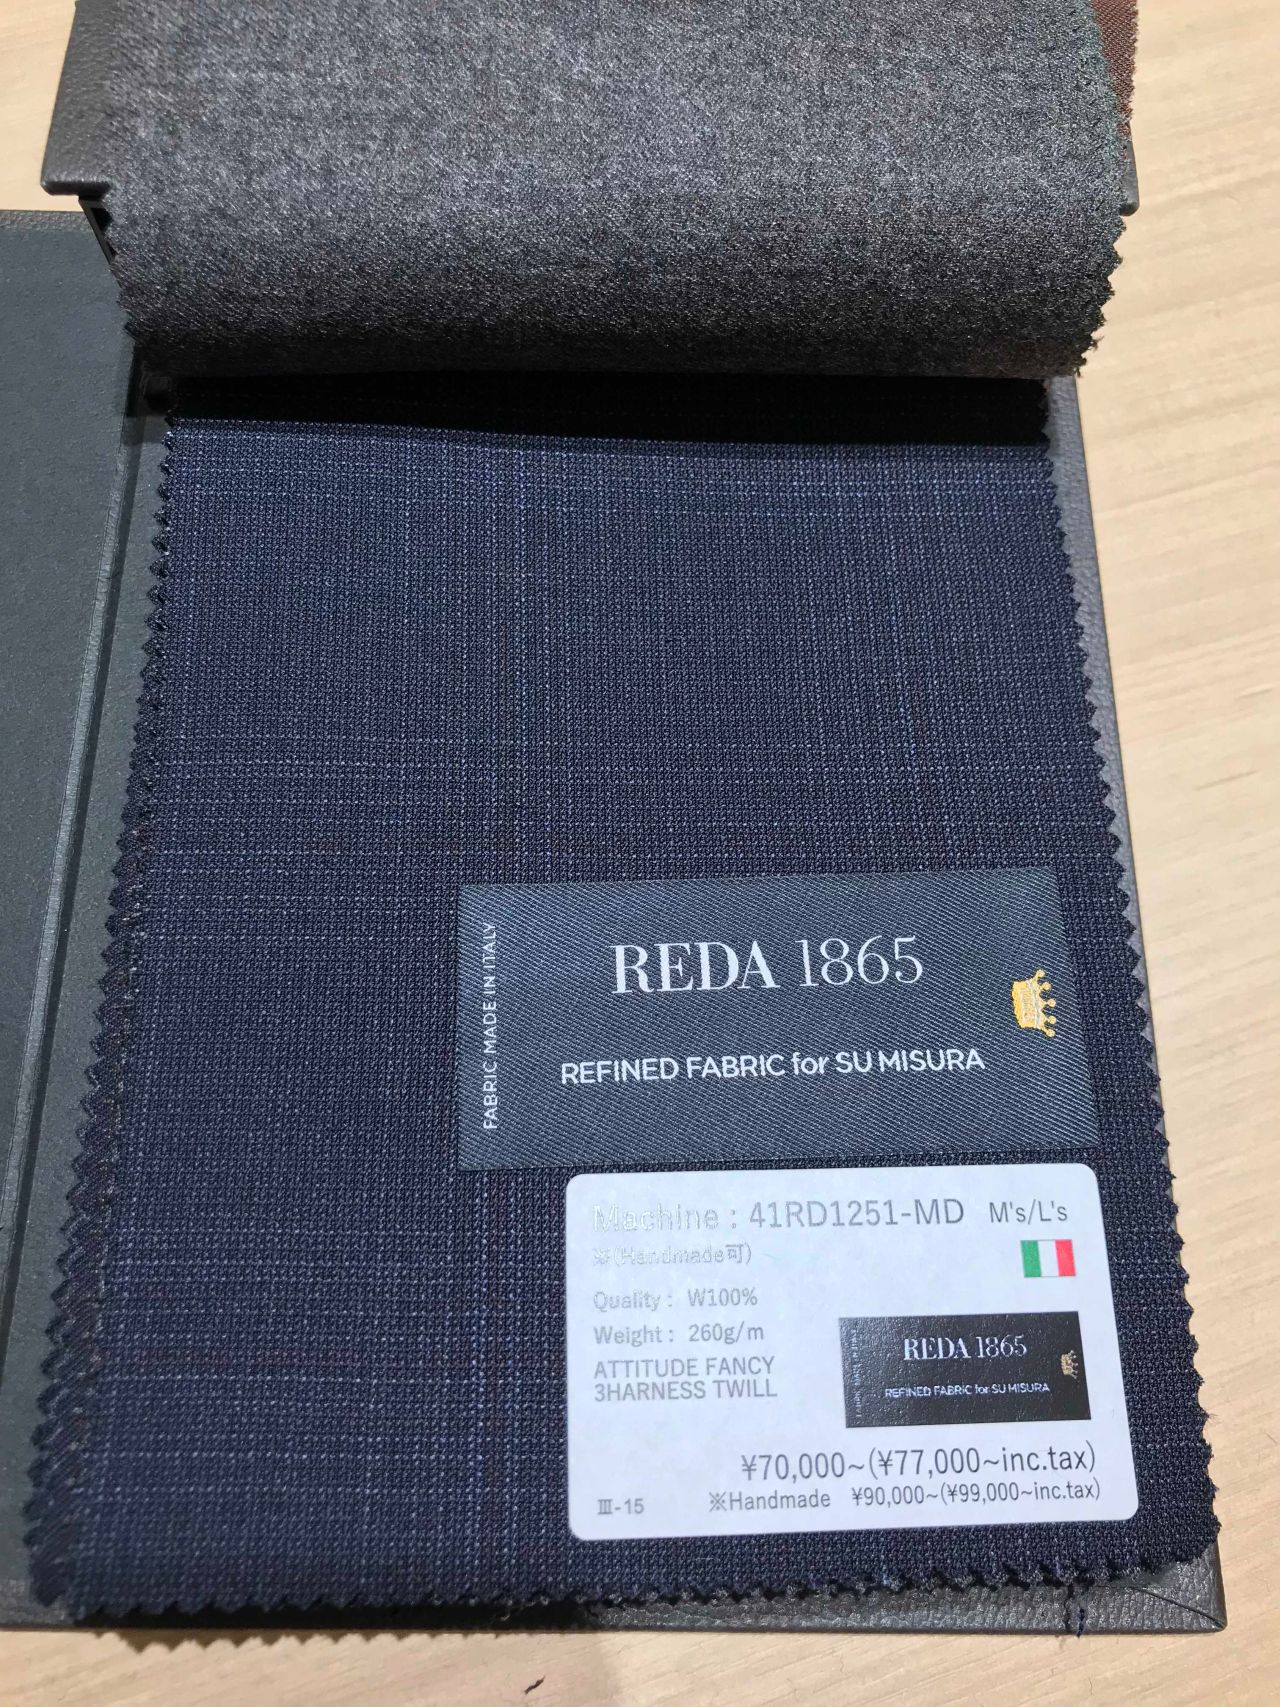 REDA 1865
FABRIC MADE IN ITALY
REFINED FABRIC for SU MISURA
Machine : 41RD1251-MD M's/L's
※(Handmade可)
Quality : W100%
Weight : 260g/m
ATTITUDE FANCY
3HARNESS TWILL
REDA 1865
REFINED FABRIC for SU MISURA
¥70,000~(¥77,000~inc.tax)
Ⅲ-15 ※Handmade ¥90,000~(¥99,000~inc.tax)